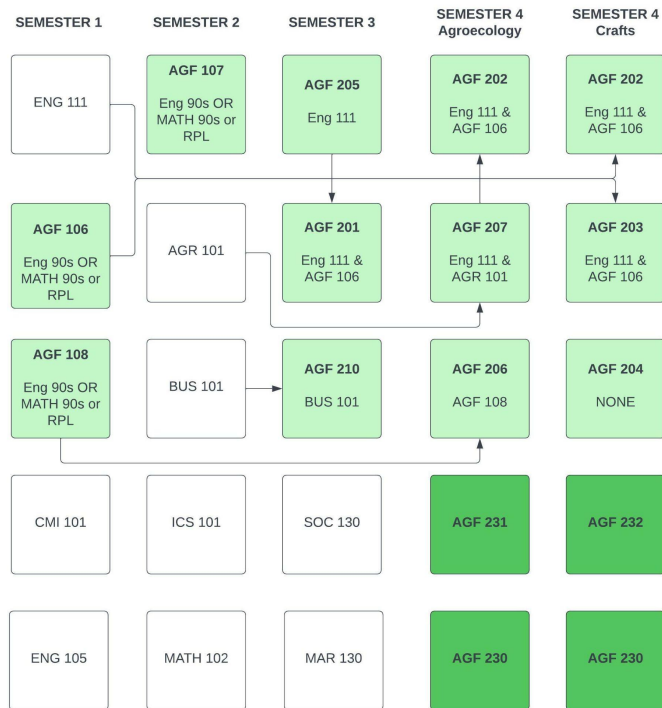 SEMESTER 1
SEMESTER 2
SEMESTER 3
SEMESTER 4
Agroecology
SEMESTER 4
Crafts
ENG 111
AGF 107
Eng 90s OR
MATH 90s or
RPL
AGF 205
Eng 111
AGF 202
Eng 111 &
AGF 106
AGF 202
Eng 111 &
AGF 106
AGF 106
Eng 90s OR
MATH 90s or
RPL
AGR 101
AGF 201
Eng 111 &
AGF 106
AGF 207
Eng 111 &
AGR 101
AGF 203
Eng 111 &
AGF 106
AGF 108
Eng 90s OR
MATH 90s or
RPL
BUS 101
AGF 210
BUS 101
AGF 206
AGF 108
AGF 204
NONE
CMI 101
ICS 101
SOC 130
AGF 231
AGF 232
ENG 105
MATH 102
MAR 130
AGF 230
AGF 230